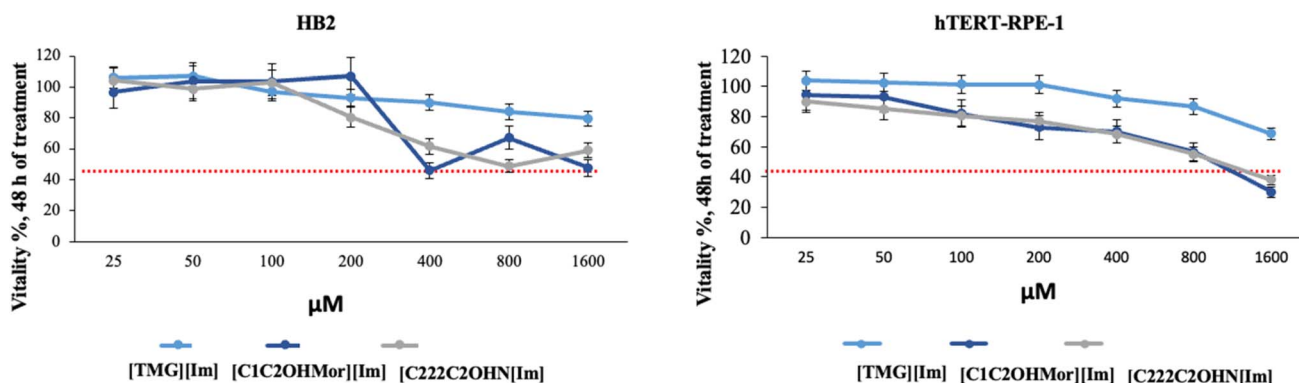 HB2
Vitality %, 48 h of treatment
120
100
80
60
40
20
0
25 50 100 200 400 800 1600
µM
[TMG][Im] [C1C2OHMor][Im] [C222C2OHN[Im]
hTERT-RPE-1
Vitality %, 48h of treatment
120
100
80
60
40
20
0
25 50 100 200 400 800 1600
µM
[TMG][Im] [C1C2OHMor][Im] [C222C2OHN[Im]